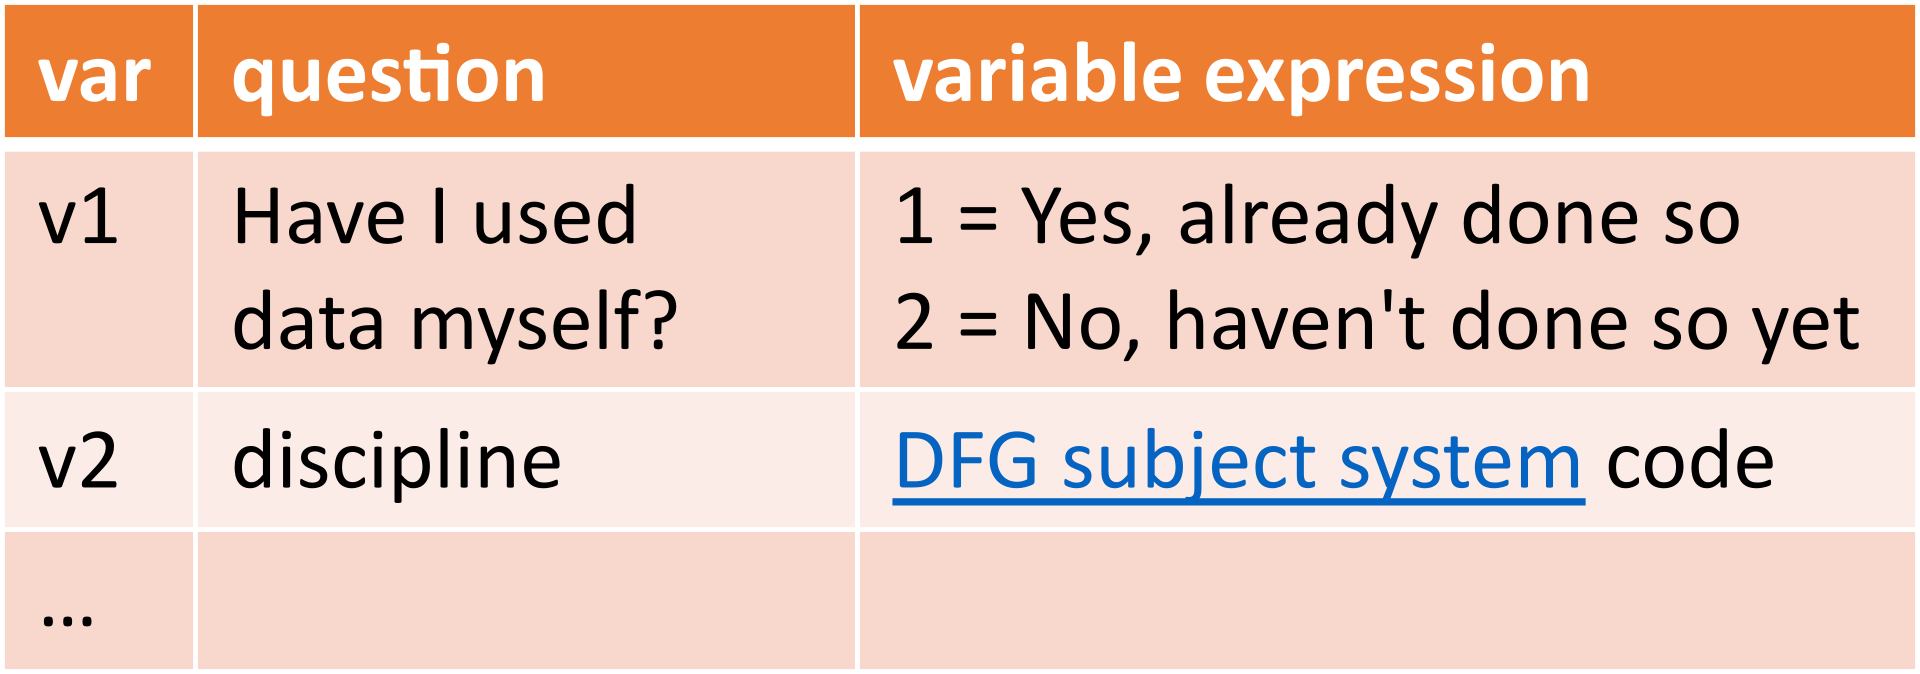 var question variable expression
v1 Have I used 1 = Yes, already done so
data myself? 2 = No, haven't done so yet
v2 discipline DFG subject system code
...